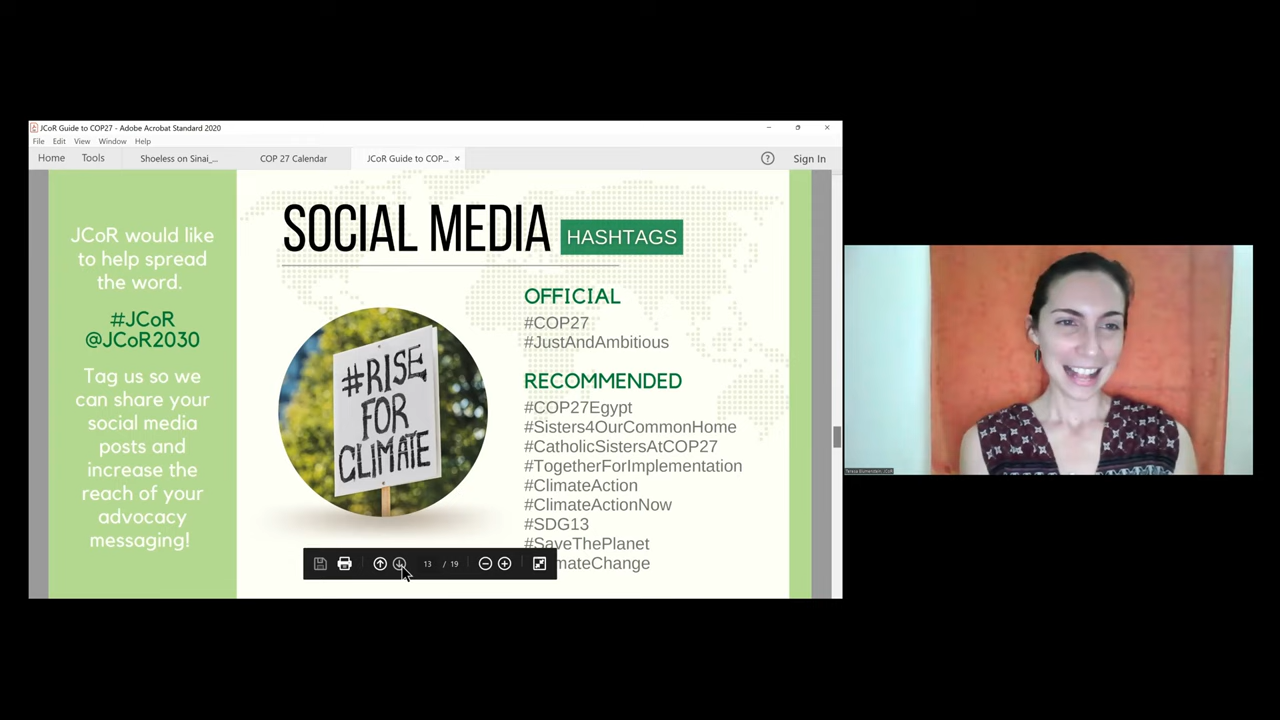 JCoR Guide to COP27 - Adobe Acrobat Standard 2020
File Edit View Window Help
Home Tools Shoeless on Sinai_... COP 27 Calendar JCoR Guide to COP... × ? Sign In
JCoR would like
to help spread
the word.
#JCoR
@JCoR2030
Tag us so we
can share your
social media
posts and
increase the
reach of your
advocacy
messaging!
SOCIAL MEDIA HASHTAGS
#RISE
FOR
CLIMATE
OFFICIAL
#COP27
#JustAndAmbitious
RECOMMENDED
#COP27Egypt
#Sisters4OurCommonHome
#CatholicSistersAtCOP27
#TogetherForImplementation
#ClimateAction
#ClimateActionNow
#SDG13
#SaveThePlanet
mateChange
13 / 19